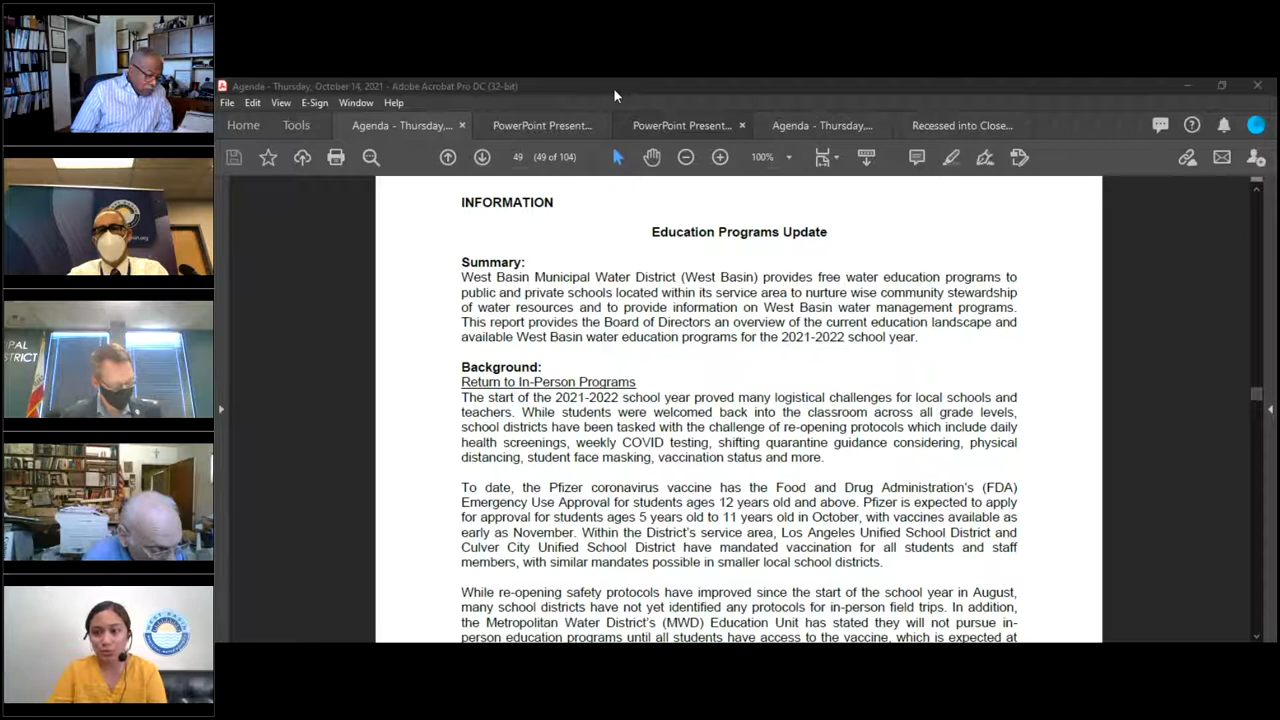 Agenda - Thursday, October 14, 2021 - Adobe Acrobat Pro DC (32-bit)
File Edit View E-Sign Window Help
Home Tools Agenda - Thursday,... PowerPoint Present... PowerPoint Present... Agenda - Thursday,... Recessed into Close...
49 (49 of 104) 100%
INFORMATION
Education Programs Update
Summary:
West Basin Municipal Water District (West Basin) provides free water education programs to
public and private schools located within its service area to nurture wise community stewardship
of water resources and to provide information on West Basin water management programs.
This report provides the Board of Directors an overview of the current education landscape and
available West Basin water education programs for the 2021-2022 school year.
Background:
Return to In-Person Programs
The start of the 2021-2022 school year proved many logistical challenges for local schools and
teachers. While students were welcomed back into the classroom across all grade levels,
school districts have been tasked with the challenge of re-opening protocols which include daily
health screenings, weekly COVID testing, shifting quarantine guidance considering, physical
distancing, student face masking, vaccination status and more.
To date, the Pfizer coronavirus vaccine has the Food and Drug Administration's (FDA)
Emergency Use Approval for students ages 12 years old and above. Pfizer is expected to apply
for approval for students ages 5 years old to 11 years old in October, with vaccines available as
early as November. Within the District's service area, Los Angeles Unified School District and
Culver City Unified School District have mandated vaccination for all students and staff
members, with similar mandates possible in smaller local school districts.
While re-opening safety protocols have improved since the start of the school year in August,
many school districts have not yet identified any protocols for in-person field trips. In addition,
the Metropolitan Water District's (MWD) Education Unit has stated they will not pursue in-
person education programs until all students have access to the vaccine, which is expected at
IPAL
DISTRICT
WEST BASIN